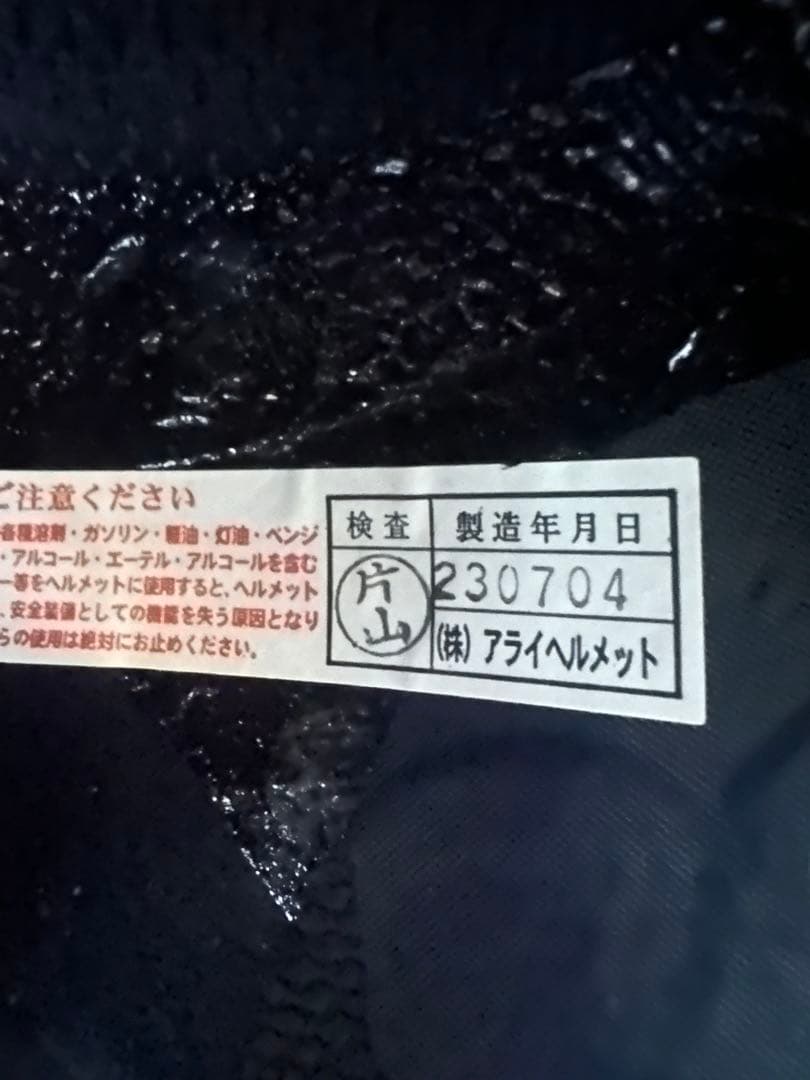 ご注意ください
各種溶剤・ガソリン・軽油・灯油・ベンジ
・アルコール・エーテル・アルコールを含む
ー等をヘルメットに使用すると、ヘルメット
、安全装備としての機能を失う原因となり
らの使用は絶対にお止めください。
検査
片山
製造年月日
230704
(株)アライヘルメット